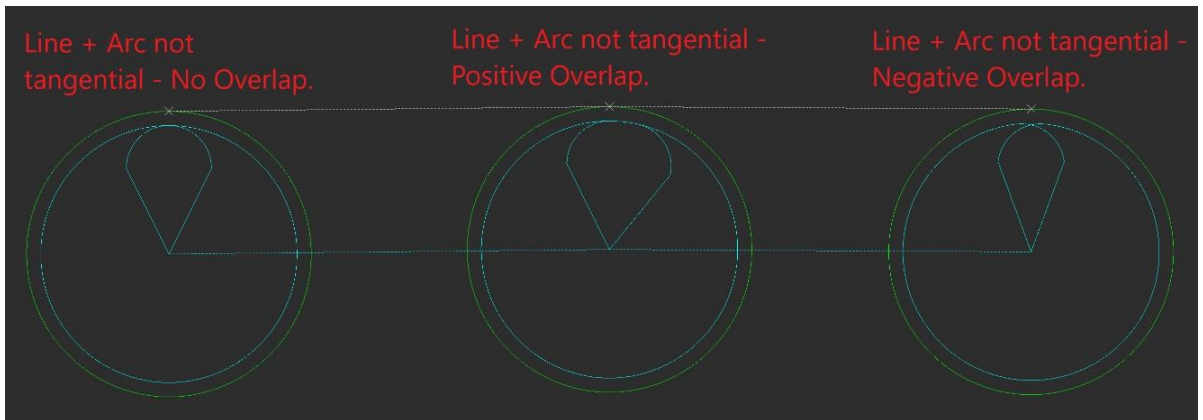 Line + Arc not
tangential - No Overlap.
Line + Arc not tangential -
Positive Overlap.
Line + Arc not tangential -
Negative Overlap.